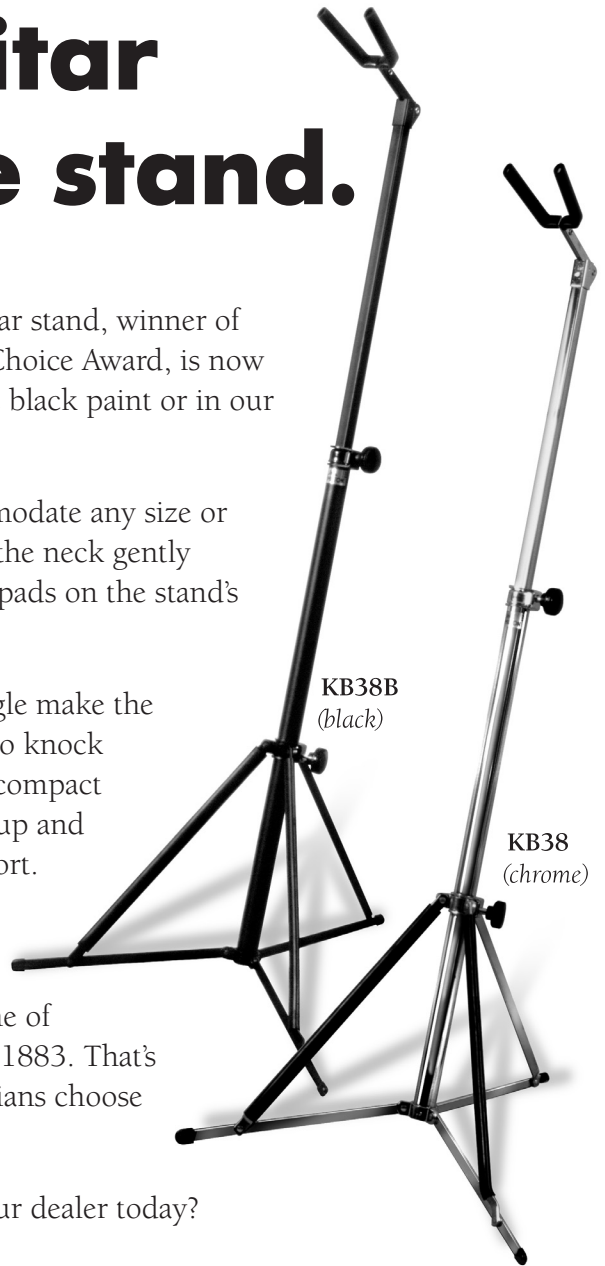 itar
e stand.
ar stand, winner of
Choice Award, is now
black paint or in our
modate any size or
the neck gently
pads on the stand's
gle make the
o knock
compact
up and
ort.
KB38B
(black)
KB38
(chrome)
ne of
1883. That's
ians choose
ur dealer today?